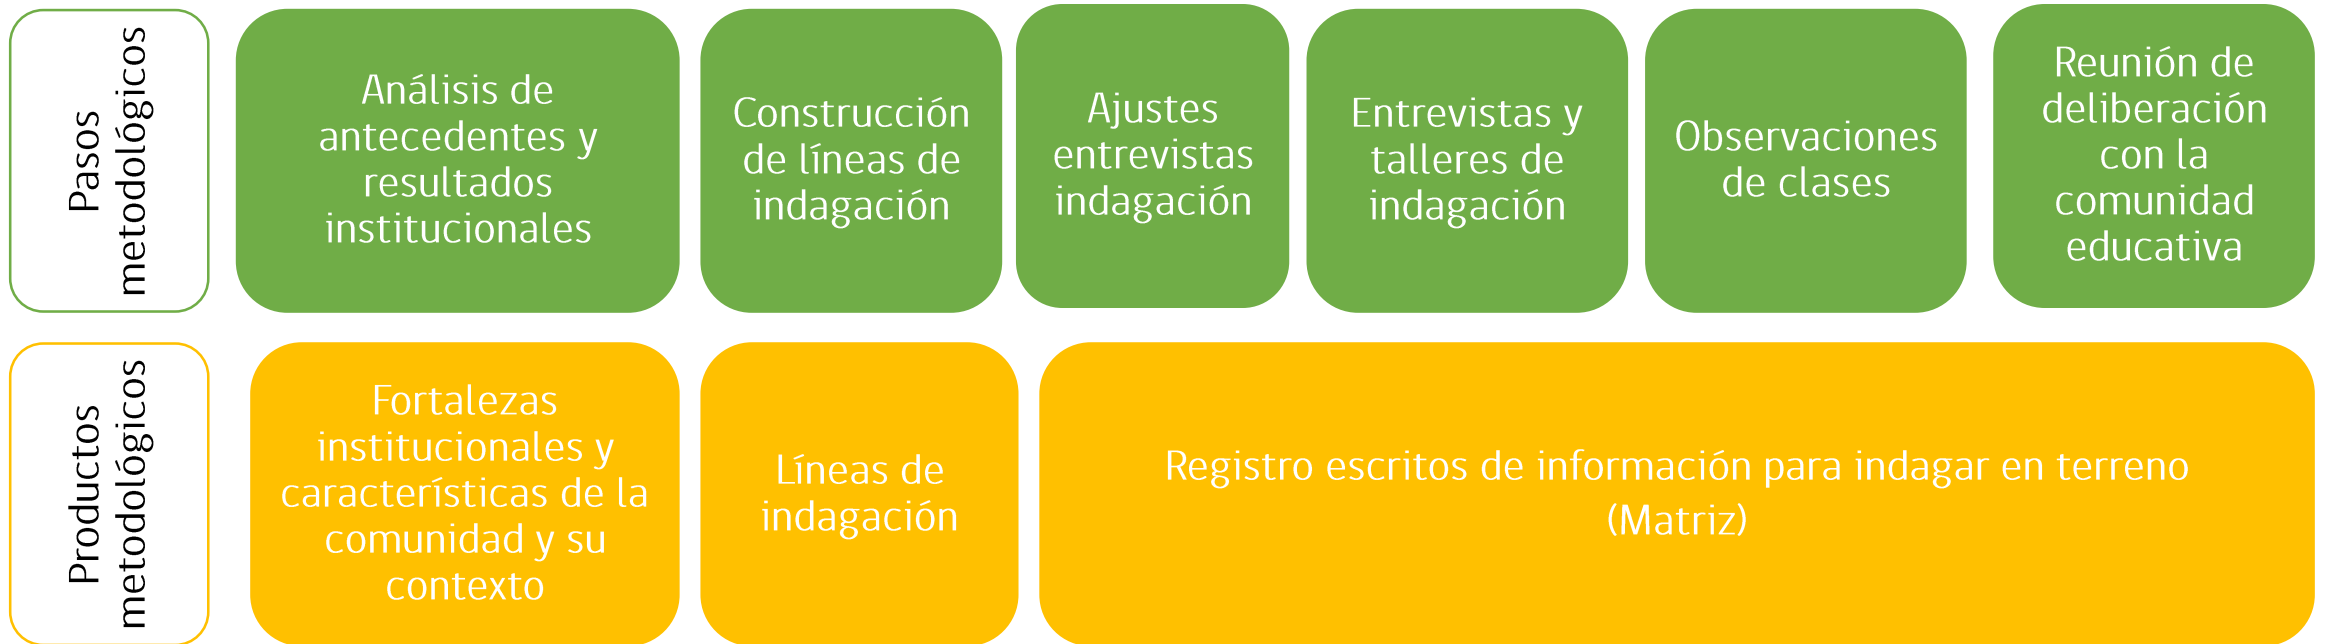 Pasos
metodológicos
Análisis de
antecedentes y
resultados
institucionales
Construcción
de líneas de
indagación
Ajustes
entrevistas
indagación
Entrevistas y
talleres de
indagación
Observaciones
de clases
Reunión de
deliberación
con la
comunidad
educativa
Productos
metodológicos
Fortalezas
institucionales y
características de la
comunidad y su
contexto
Líneas de
indagación
Registro escritos de información para indagar en terreno
(Matriz)